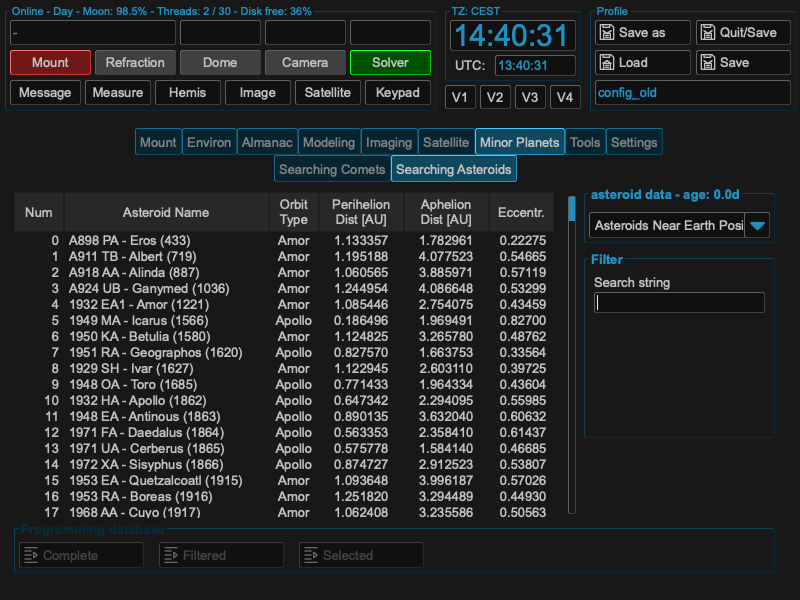 Online - Day - Moon: 98.5% - Threads: 2 / 30 - Disk free: 36%
-
Mount Refraction Dome Camera Solver
Message Measure Hemis Image Satellite Keypad
TZ: CEST
14:40:31
UTC: 13:40:31
V1 V2 V3 V4
Profile
Save as Quit/Save
Load Save
config_old
Mount Environ Almanac Modeling Imaging Satellite Minor Planets Tools Settings
Searching Comets Searching Asteroids
Num Asteroid Name Orbit Type Perihelion Dist [AU] Aphelion Dist [AU] Eccentr.
0 A898 PA - Eros (433) Amor 1.133357 1.782961 0.22275
1 A911 TB - Albert (719) Amor 1.195188 4.077523 0.54665
2 A918 AA - Alinda (887) Amor 1.060565 3.885971 0.57119
3 A924 UB - Ganymed (1036) Amor 1.244954 4.086648 0.53299
4 1932 EA1 - Amor (1221) Amor 1.085446 2.754075 0.43459
5 1949 MA - Icarus (1566) Apollo 0.186496 1.969491 0.82700
6 1950 KA - Betulia (1580) Amor 1.124825 3.265780 0.48762
7 1951 RA - Geographos (1620) Apollo 0.827570 1.663753 0.33564
8 1929 SH - Ivar (1627) Amor 1.122945 2.603110 0.39725
9 1948 OA - Toro (1685) Apollo 0.771433 1.964334 0.43604
10 1932 HA - Apollo (1862) Apollo 0.647342 2.294095 0.55985
11 1948 EA - Antinous (1863) Apollo 0.890135 3.632040 0.60632
12 1971 FA - Daedalus (1864) Apollo 0.563353 2.358410 0.61437
13 1971 UA - Cerberus (1865) Apollo 0.575778 1.584140 0.46685
14 1972 XA - Sisyphus (1866) Apollo 0.874727 2.912523 0.53807
15 1953 EA - Quetzalcoatl (1915) Amor 1.093648 3.996187 0.57026
16 1953 RA - Boreas (1916) Amor 1.251820 3.294489 0.44930
17 1968 AA - Cuyo (1917) Amor 1.062408 3.235586 0.50563
asteroid data - age: 0.0d
Asteroids Near Earth Posi
Filter
Search string
Programming database
Complete Filtered Selected